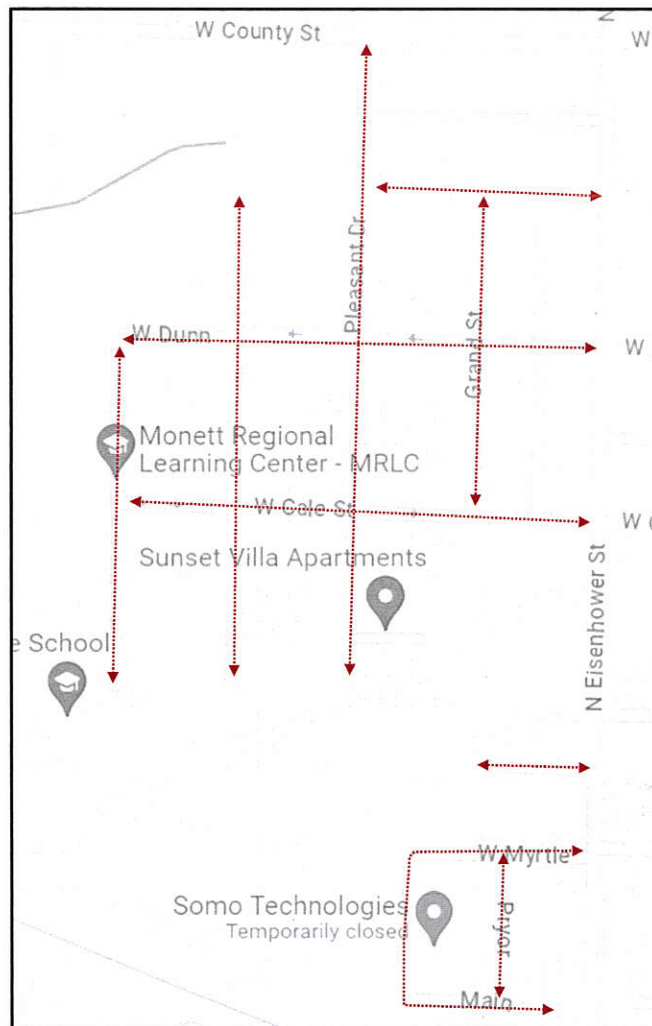 W County St
W
Pleasant Dr
W Dunn
Grand St
W
Monett Regional
Learning Center - MRLC
W Cale St
W
Sunset Villa Apartments
N Eisenhower St
e School
W Myrtle
Somo Technologies
Temporarily closed
Pryor
Main